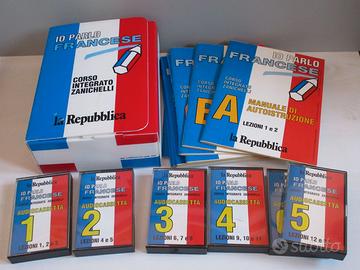 IO PARLO
FRANCESE
CORSO
INTEGRATO
ZANICHELLI
la Repubblica
IO PARLO
FRANCESE
CORSO
INTEGRATO
ZANICHELLI
B
A
MANUALE DI
AUTOISTRUZIONE
LEZIONI 1 e 2
la Repubblica
la Repubblica
IO PARLO
FRANCESE
AUDIOCASSETTA
1
LEZIONI 1, 2 e 3
la Repubblica
IO PARLO
FRANCESE
AUDIOCASSETTA
2
LEZIONI 4 e 5
la Repubblica
IO PARLO
FRANCESE
AUDIOCASSETTA
3
LEZIONI 6, 7 e 8
la Repubblica
IO PARLO
FRANCESE
AUDIOCASSETTA
4
LEZIONI 9, 10 e 11
la Repubblica
IO PARLO
FRANCESE
AUDIOCASSETTA
5
subito